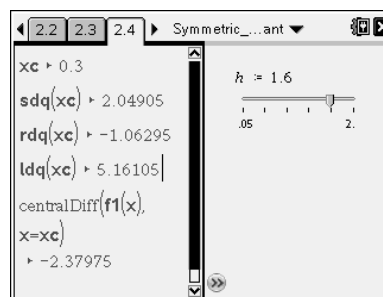 2.2 2.3 2.4 Symmetric_...ant
xc ▸ 0.3
sdq(xc) ▸ 2.04905
rdq(xc) ▸ -1.06295
ldq(xc) ▸ 5.16105
centralDiff(f1(x),
x=xc)
▸ -2.37975
h := 1.6
.05 2.